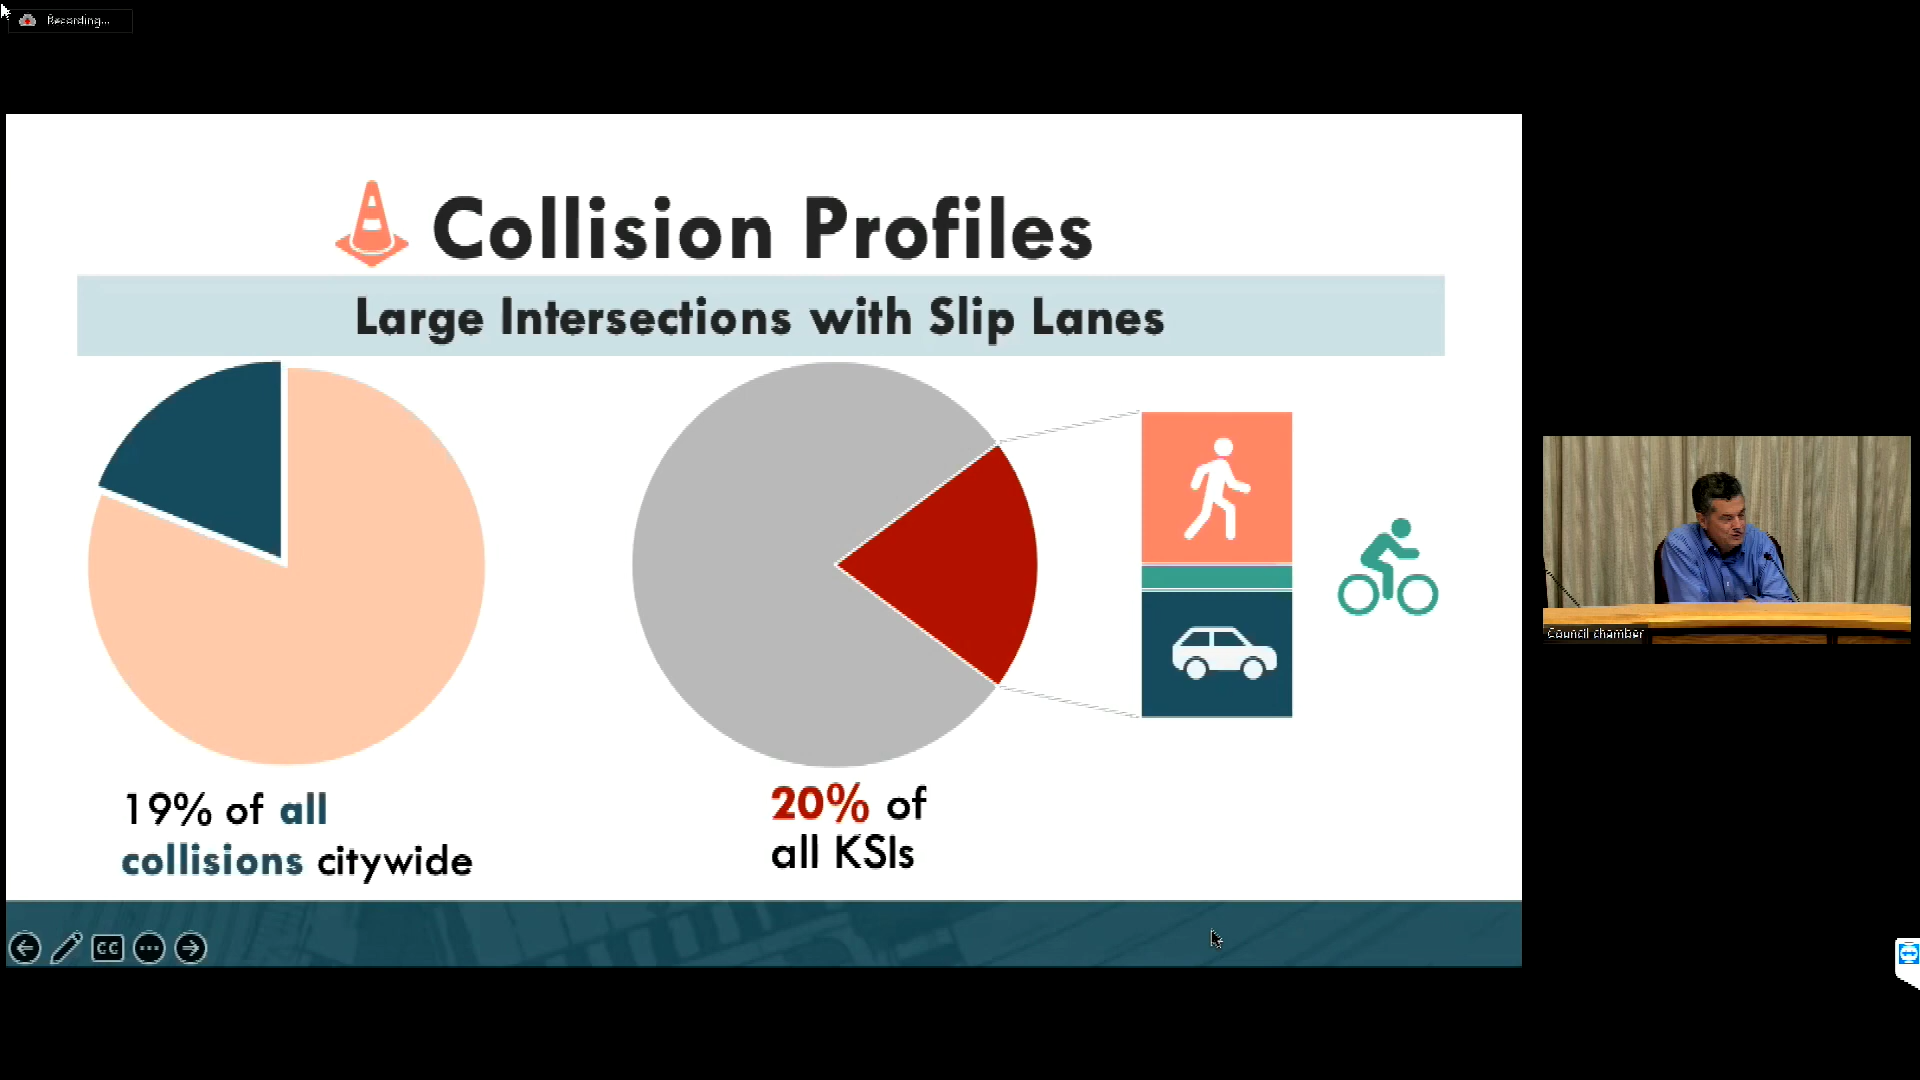 Recording...
Collision Profiles
Large Intersections with Slip Lanes
19% of all
collisions citywide
20% of
all KSIs
CC
Council chamber